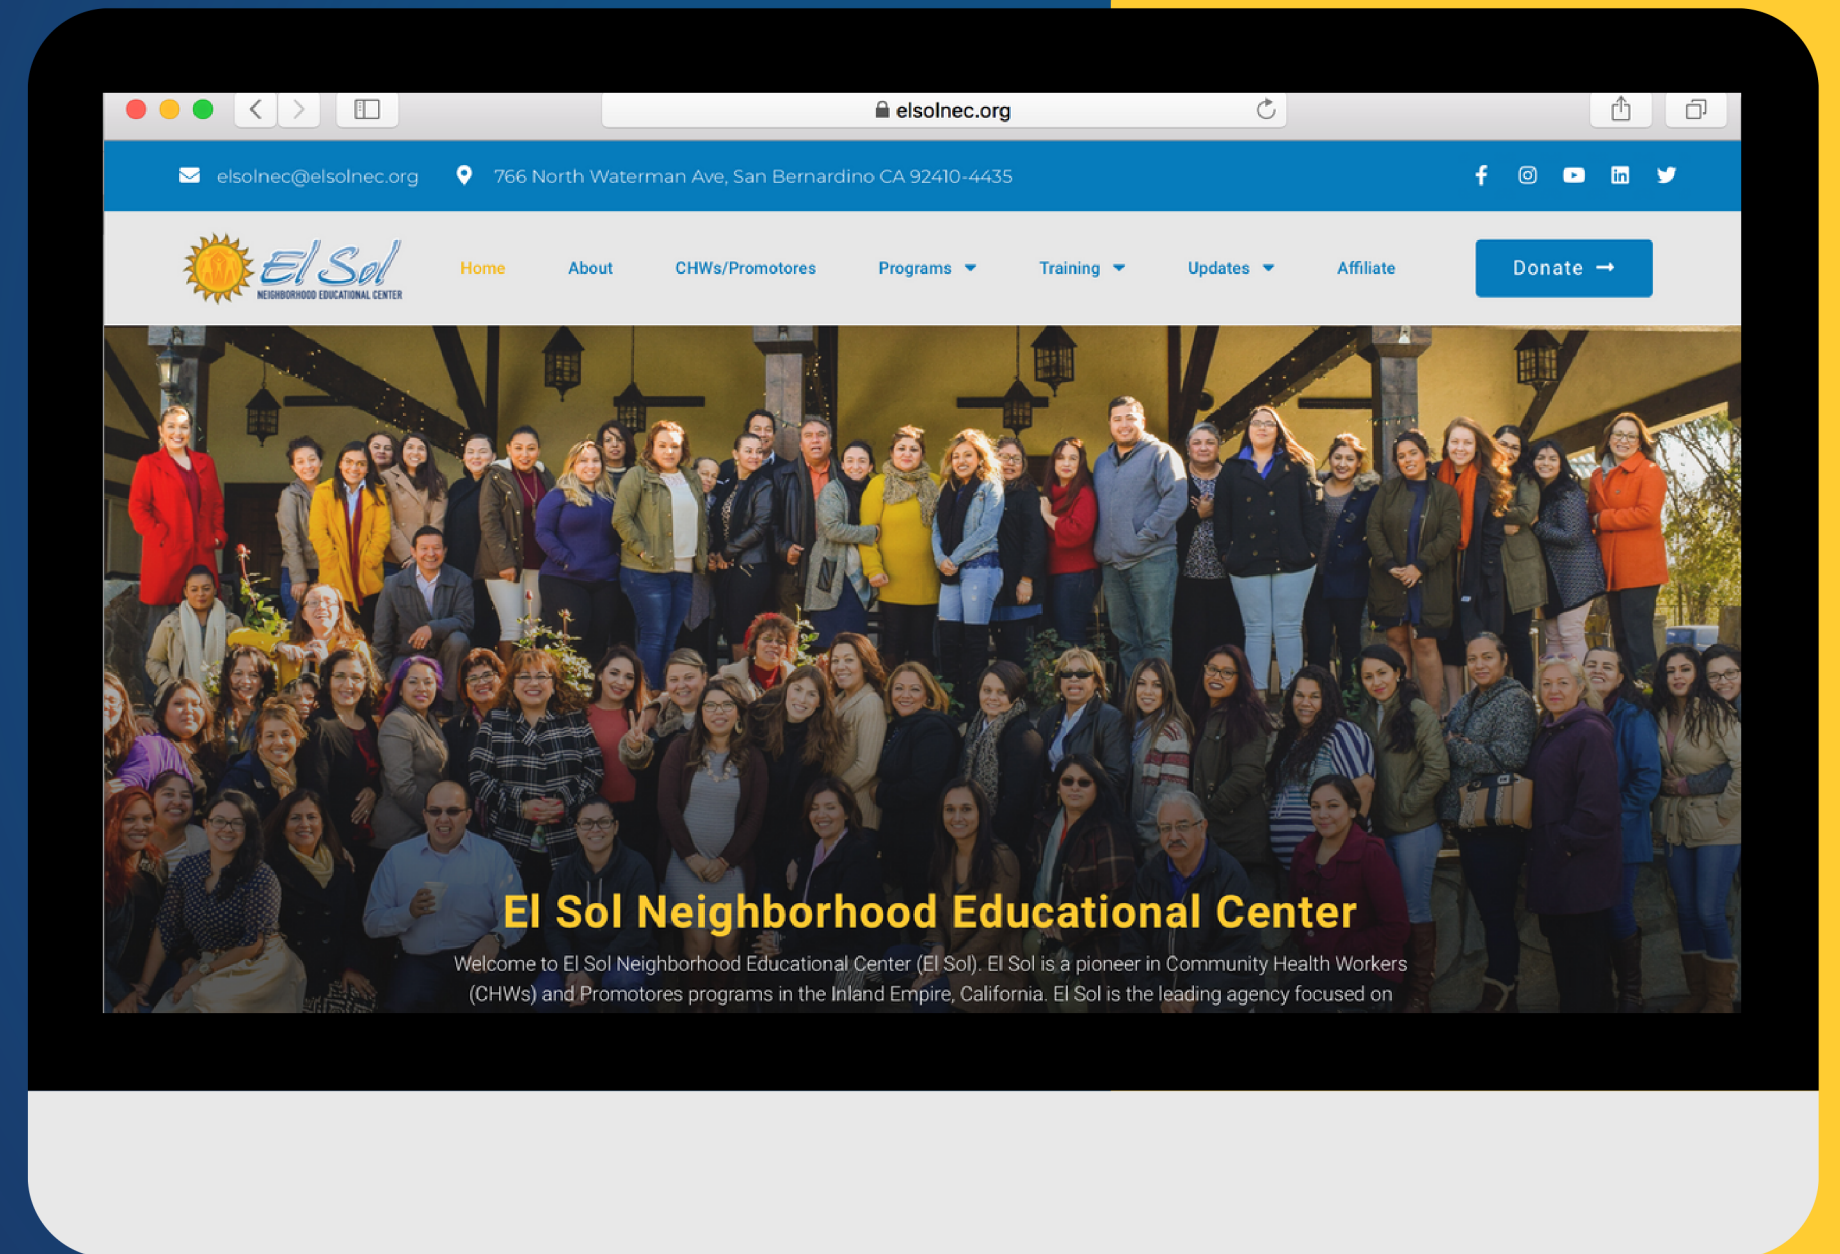 elsolnec.org
elsolnec@elsolnec.org 766 North Waterman Ave, San Bernardino CA 92410-4435
El Sol
NEIGHBORHOOD EDUCATIONAL CENTER
Home About CHWs/Promotores Programs Training Updates Affiliate Donate →
El Sol Neighborhood Educational Center
Welcome to El Sol Neighborhood Educational Center (El Sol). El Sol is a pioneer in Community Health Workers
(CHWs) and Promotores programs in the Inland Empire, California. El Sol is the leading agency focused on